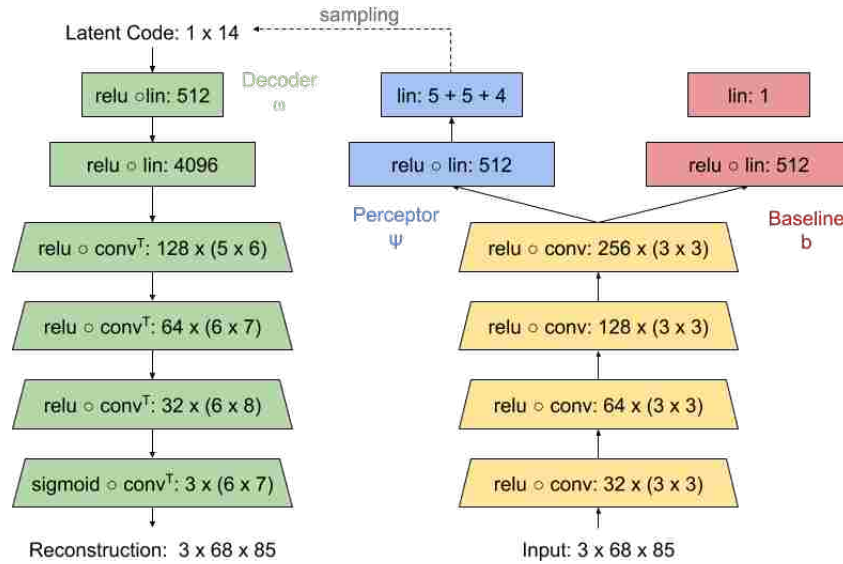 sampling
Latent Code: 1 x 14
relu ○lin: 512
Decoder
ω
relu ○ lin: 4096
relu ○ convᵀ: 128 x (5 x 6)
relu ○ convᵀ: 64 x (6 x 7)
relu ○ convᵀ: 32 x (6 x 8)
sigmoid ○ convᵀ: 3 x (6 x 7)
Reconstruction: 3 x 68 x 85
lin: 5 + 5 + 4
relu ○ lin: 512
Perceptor
Ψ
lin: 1
relu ○ lin: 512
Baseline
b
relu ○ conv: 256 x (3 x 3)
relu ○ conv: 128 x (3 x 3)
relu ○ conv: 64 x (3 x 3)
relu ○ conv: 32 x (3 x 3)
Input: 3 x 68 x 85